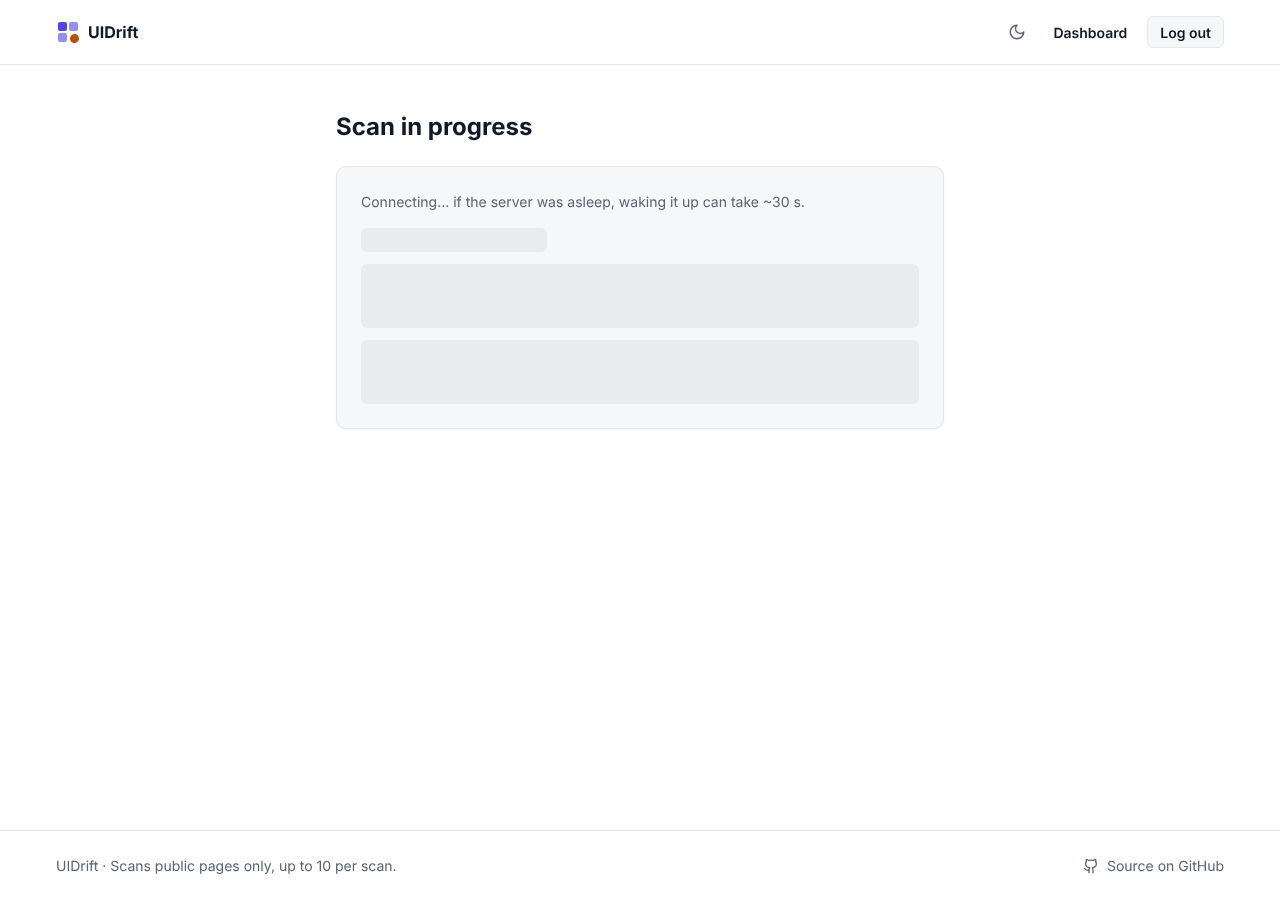 UIDrift
Dashboard
Log out
Scan in progress
Connecting… if the server was asleep, waking it up can take ~30 s.
UIDrift · Scans public pages only, up to 10 per scan.
Source on GitHub